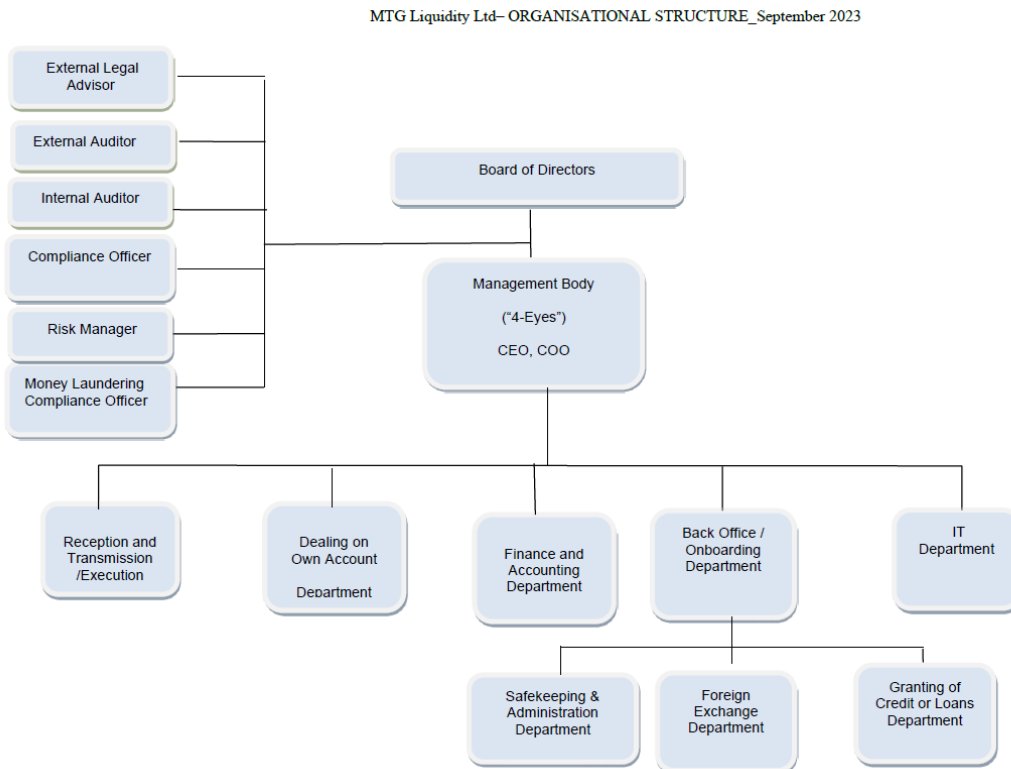 MTG Liquidity Ltd– ORGANISATIONAL STRUCTURE_September 2023
External Legal
Advisor
External Auditor
Internal Auditor
Compliance Officer
Risk Manager
Money Laundering
Compliance Officer
Board of Directors
Management Body
(“4-Eyes”)
CEO, COO
Reception and
Transmission
/Execution
Dealing on
Own Account
Department
Finance and
Accounting
Department
Back Office /
Onboarding
Department
IT
Department
Safekeeping &
Administration
Department
Foreign
Exchange
Department
Granting of
Credit or Loans
Department